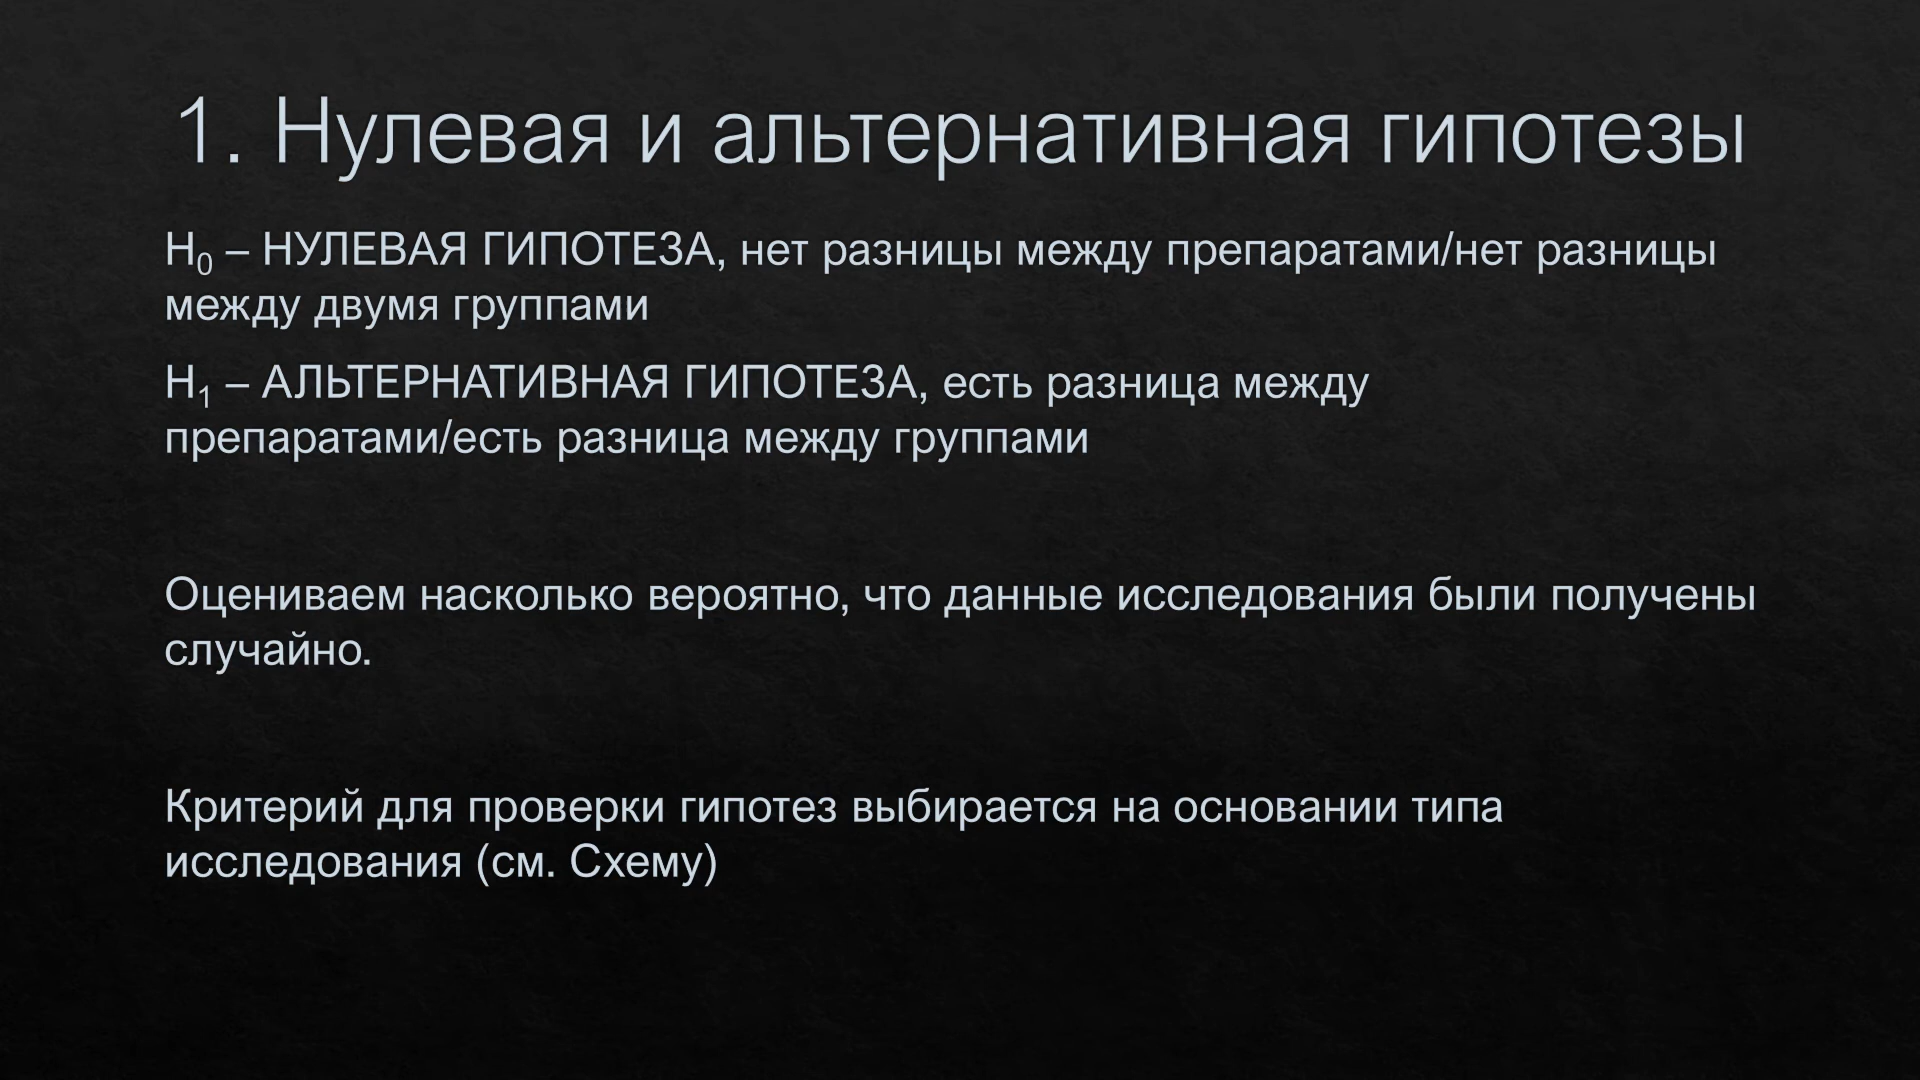 1. Нулевая и альтернативная гипотезы
H₀ – НУЛЕВАЯ ГИПОТЕЗА, нет разницы между препаратами/нет разницы
между двумя группами
H₁ – АЛЬТЕРНАТИВНАЯ ГИПОТЕЗА, есть разница между
препаратами/есть разница между группами
Оцениваем насколько вероятно, что данные исследования были получены
случайно.
Критерий для проверки гипотез выбирается на основании типа
исследования (см. Схему)